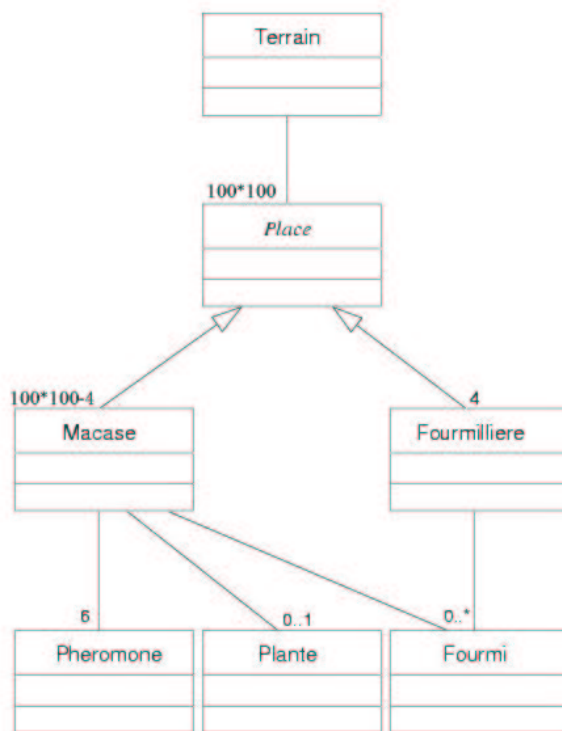 Terrain
100*100
Place
100*100-4
4
Macase
Fourmilliere
6
0..1
0..*
Pheromone
Plante
Fourmi